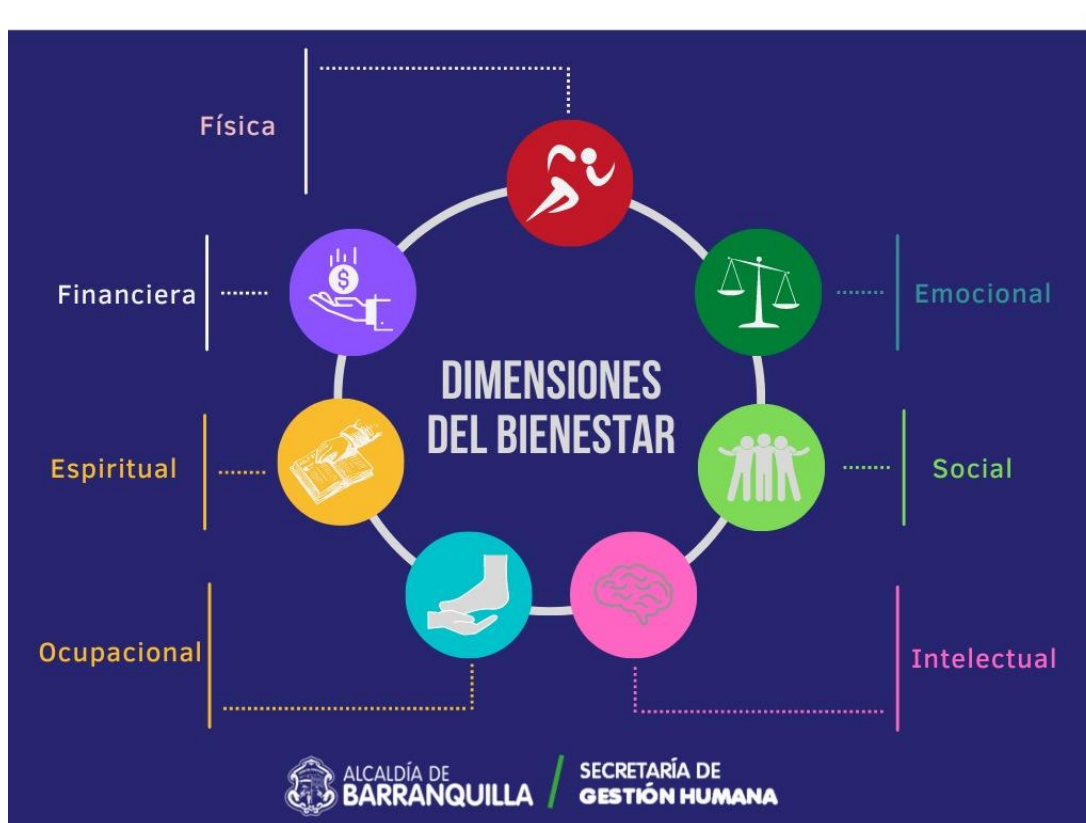 Física
Financiera
Emocional
DIMENSIONES
DEL BIENESTAR
Espiritual
Social
Ocupacional
Intelectual
$
ALCALDÍA DE
BARRANQUILLA
SECRETARÍA DE
GESTIÓN HUMANA